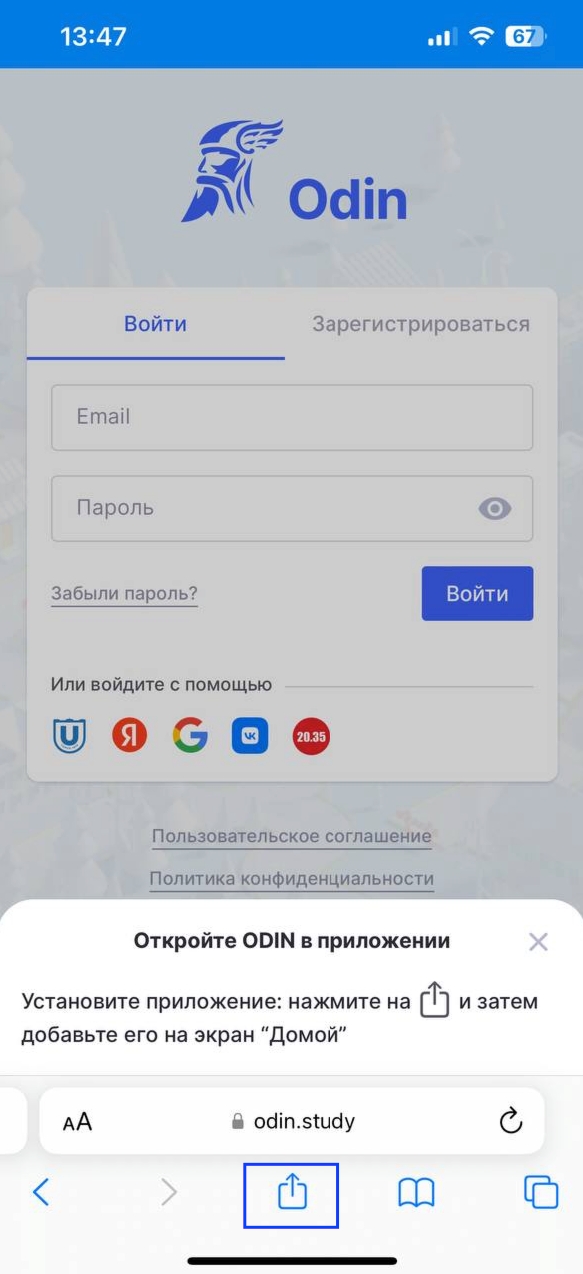 13:47
67
Odin
Войти
Зарегистрироваться
Email
Пароль
Забыли пароль?
Войти
Или войдите с помощью
U
Я
G
VK
20.35
Пользовательское соглашение
Политика конфиденциальности
Откройте ODIN в приложении
Установите приложение: нажмите на и затем
добавьте его на экран “Домой”
AA
odin.study